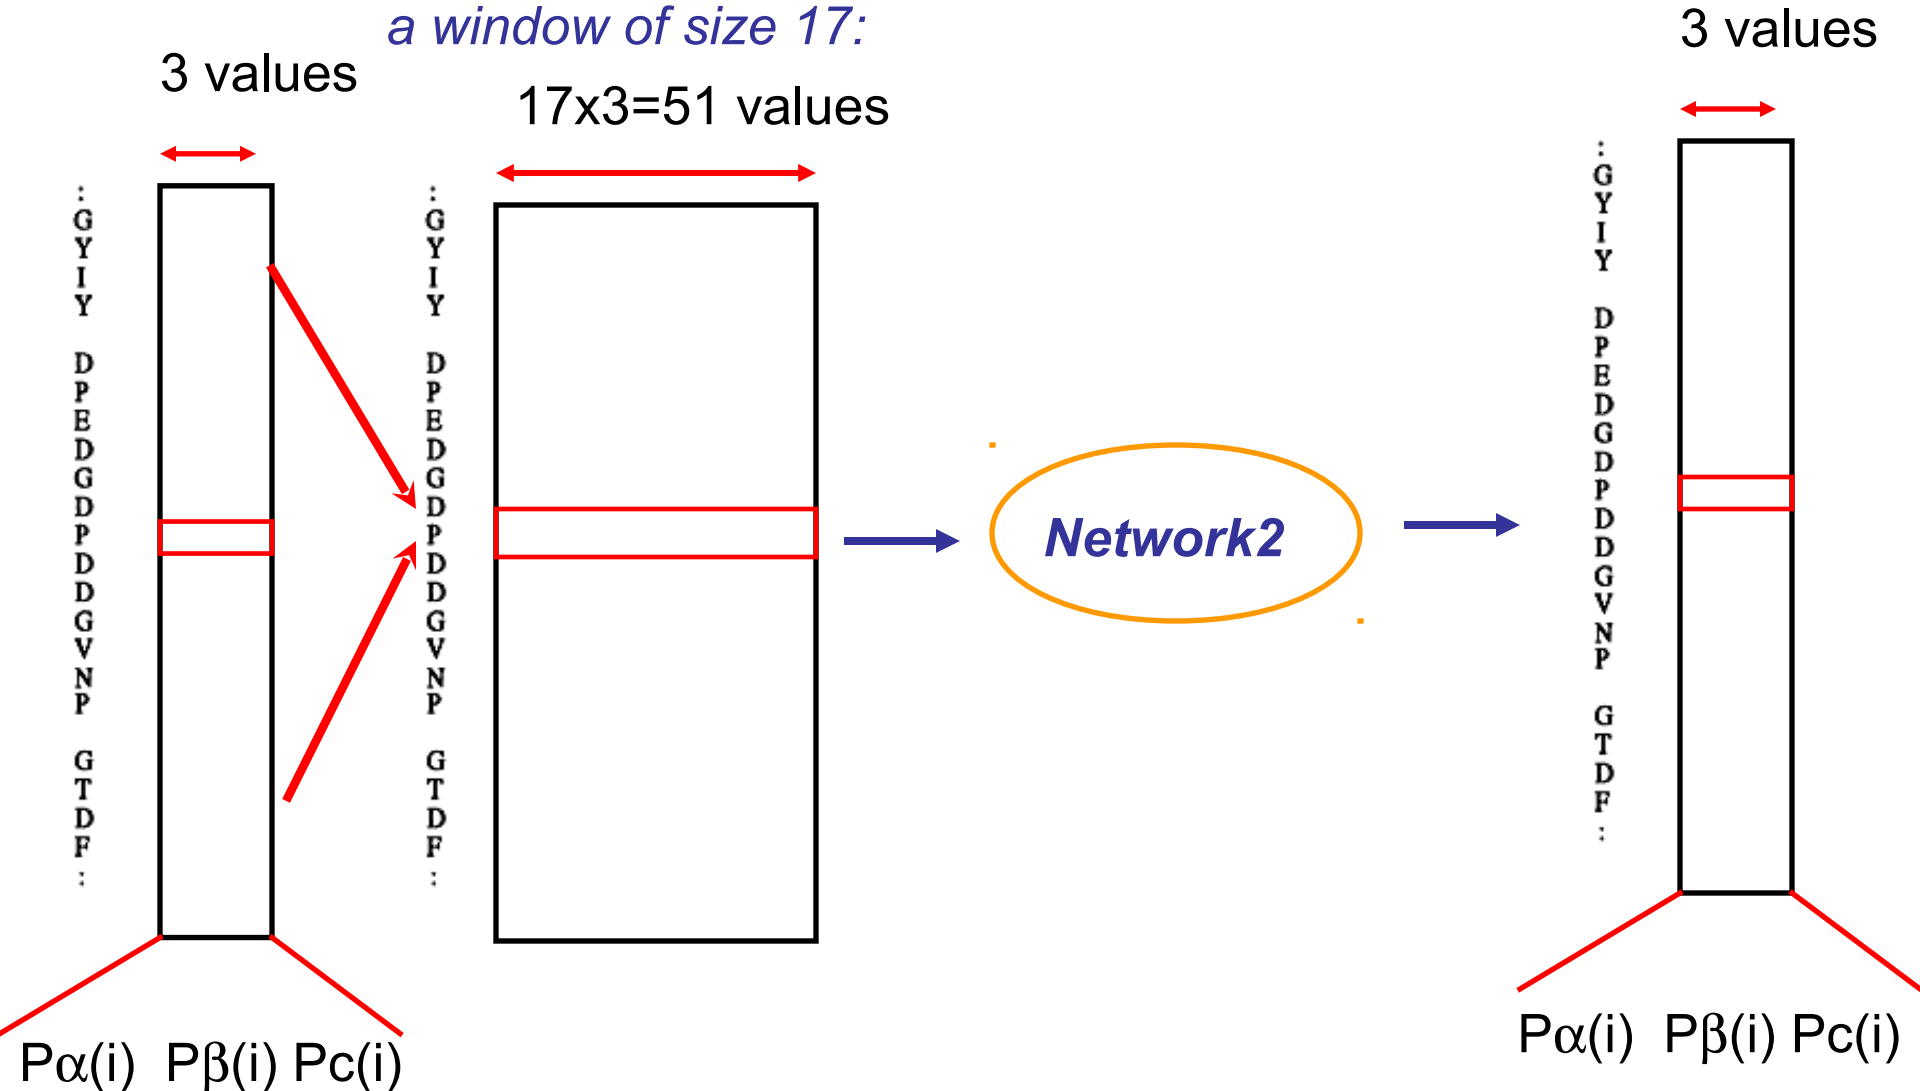 a window of size 17:
3 values
17x3=51 values
3 values
:
G
Y
I
Y
D
P
E
D
G
D
P
D
D
G
V
N
P
G
T
D
F
:
:
G
Y
I
Y
D
P
E
D
G
D
P
D
D
G
V
N
P
G
T
D
F
:
Network2
:
G
Y
I
Y
D
P
E
D
G
D
P
D
D
G
V
N
P
G
T
D
F
:
Pα(i) Pβ(i) Pc(i)
Pα(i) Pβ(i) Pc(i)